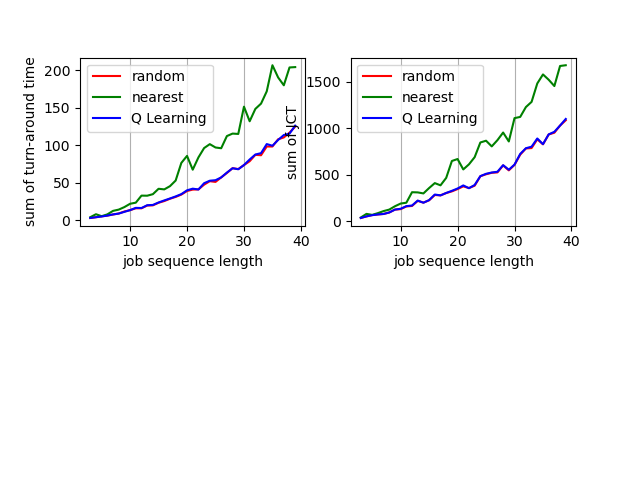 sum of turn-around time
200
150
100
50
0
random
nearest
Q Learning
10
20
30
40
job sequence length
sum of JCT
1500
1000
500
0
random
nearest
Q Learning
10
20
30
40
job sequence length